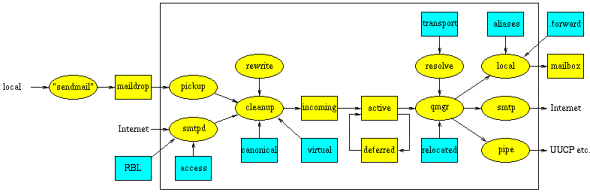 transport
aliases
.forward
rewrite
resolve
local
mailbox
local
"sendmail"
maildrop
pickup
cleanup
incoming
active
qmgr
smtp
Internet
Internet
smtpd
canonical
virtual
deferred
relocated
pipe
UUCP etc.
RBL
access